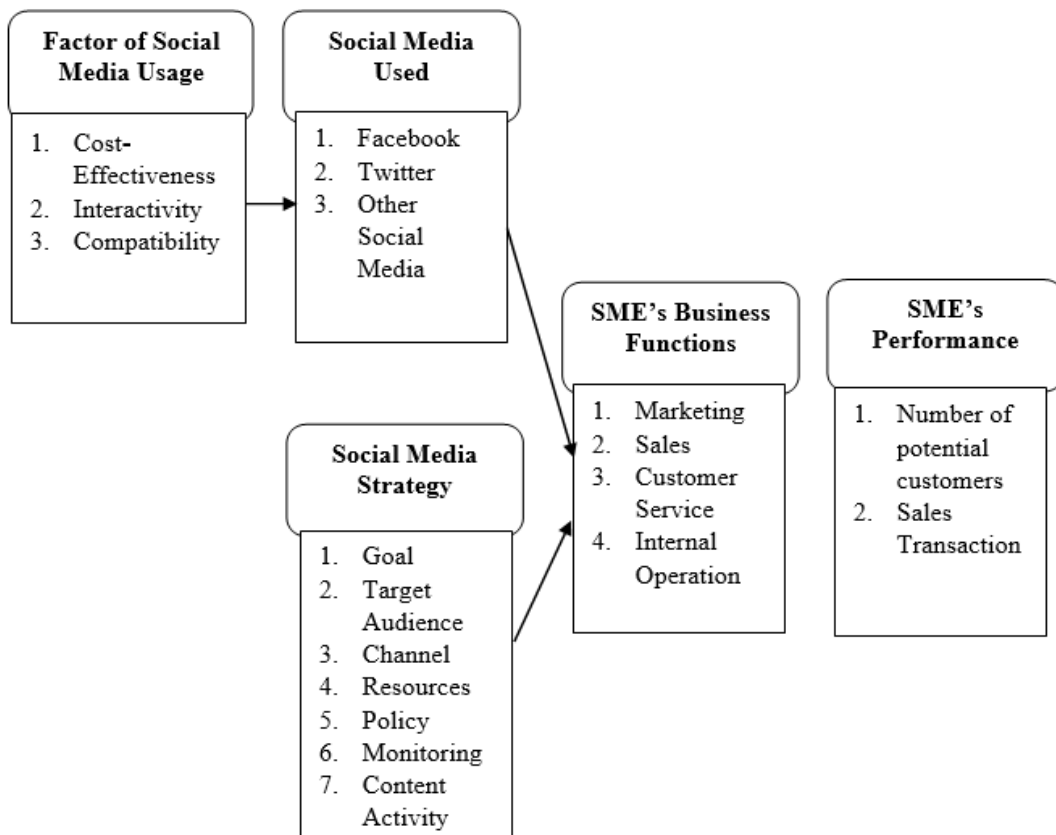 Factor of Social
Media Usage
1. Cost-
Effectiveness
2. Interactivity
3. Compatibility
Social Media
Used
1. Facebook
2. Twitter
3. Other
Social
Media
Social Media
Strategy
1. Goal
2. Target
Audience
3. Channel
4. Resources
5. Policy
6. Monitoring
7. Content
Activity
SME’s Business
Functions
1. Marketing
2. Sales
3. Customer
Service
4. Internal
Operation
SME’s
Performance
1. Number of
potential
customers
2. Sales
Transaction